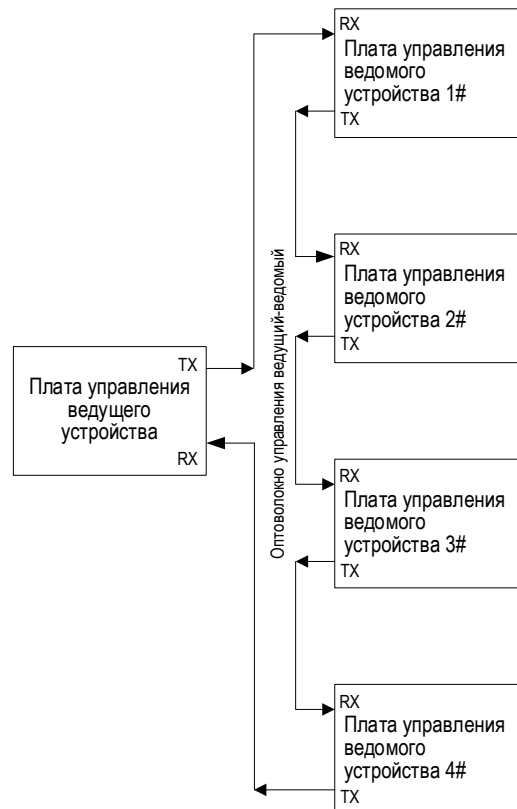 RX
Плата управления
ведомого
устройства 1#
TX
RX
Плата управления
ведомого
устройства 2#
TX
Оптоволокно управления ведущий-ведомый
TX
Плата управления
ведущего
устройства
RX
RX
Плата управления
ведомого
устройства 3#
TX
RX
Плата управления
ведомого
устройства 4#
TX